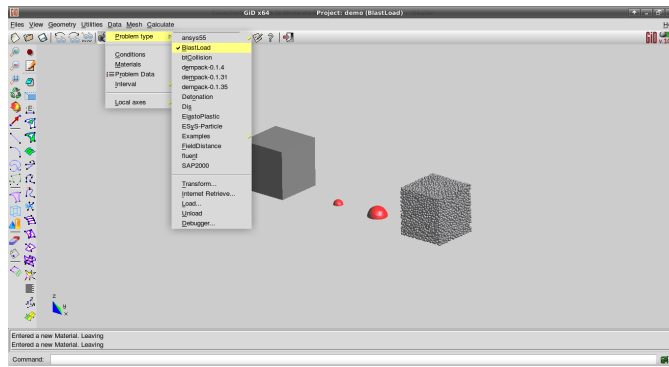 GiD x64 Project: demo (BlastLoad)
Files View Geometry Utilities Data Mesh Calculate
Problem type
Conditions
Materials
Problem Data
Interval
Local axes
ansys55
BlastLoad
btCollision
dempack-0.1.4
dempack-0.1.31
dempack-0.1.35
Detonation
Dis
ElastoPlastic
ESyS-Particle
Examples
FieldDistance
fluent
SAP2000
Transform...
Internet Retrieve...
Load...
Unload
Debugger...
GiD
z
y
x
Entered a new Material. Leaving
Entered a new Material. Leaving
Command: